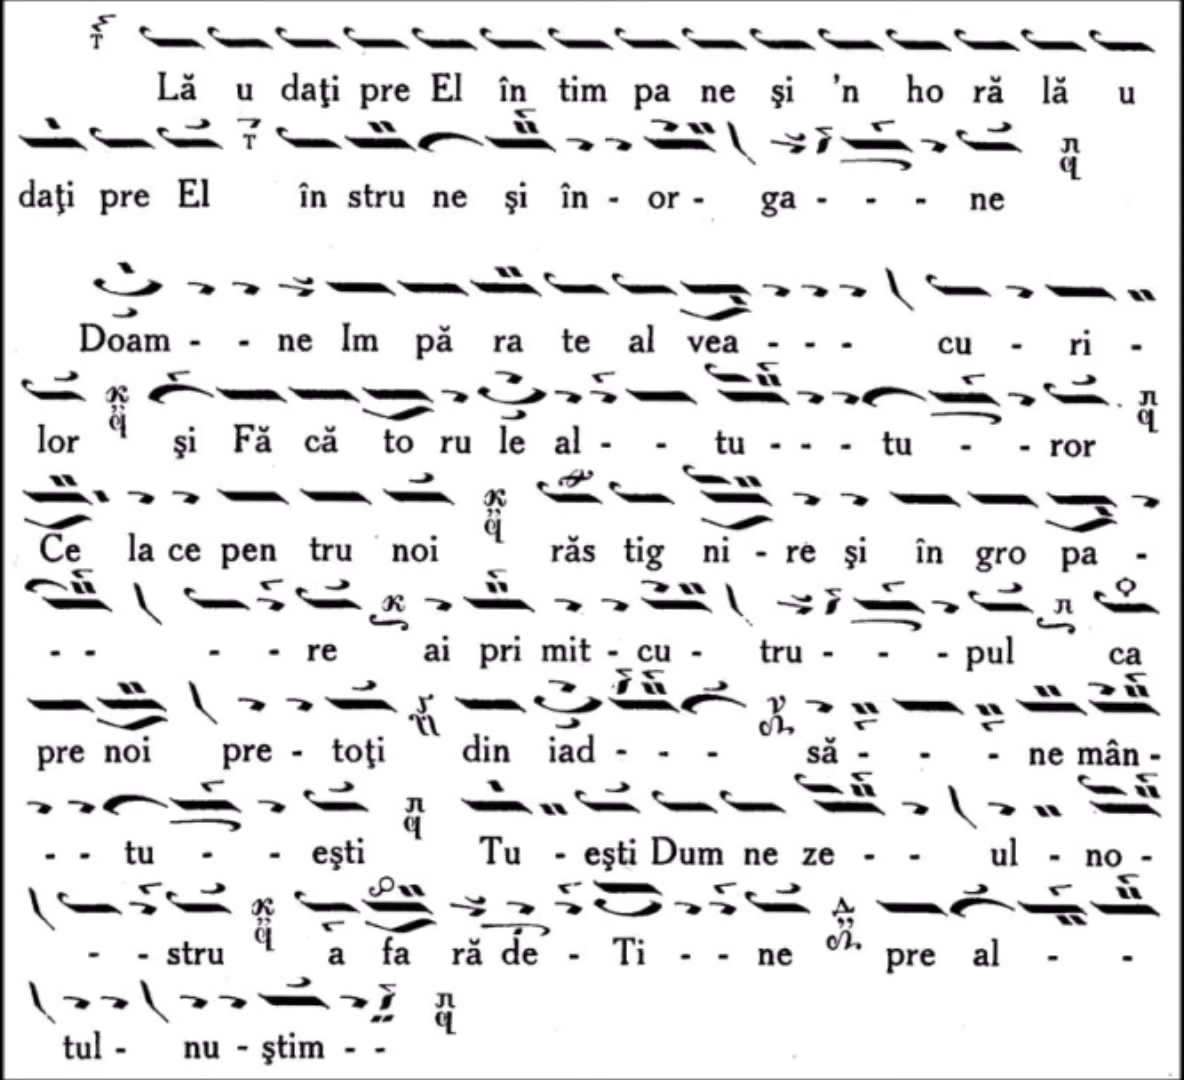 Lă u daţi pre El în tim pa ne şi 'n ho ră lă u
daţi pre El în stru ne şi în - or - ga - - - ne
Doam - - ne Im pă ra te al vea - - - cu - ri -
lor şi Fă că to ru le al - - tu - - - tu - - ror
Ce la ce pen tru noi răs tig ni - re şi în gro pa -
- - - - re ai pri mit - cu - tru - - - pul ca
pre noi pre - toţi din iad - - - să - - - ne mân -
- - tu - - eşti Tu - eşti Dum ne ze - - ul - no -
- - stru a fa ră de - Ti - - ne pre al - -
tul - nu - ştim - -